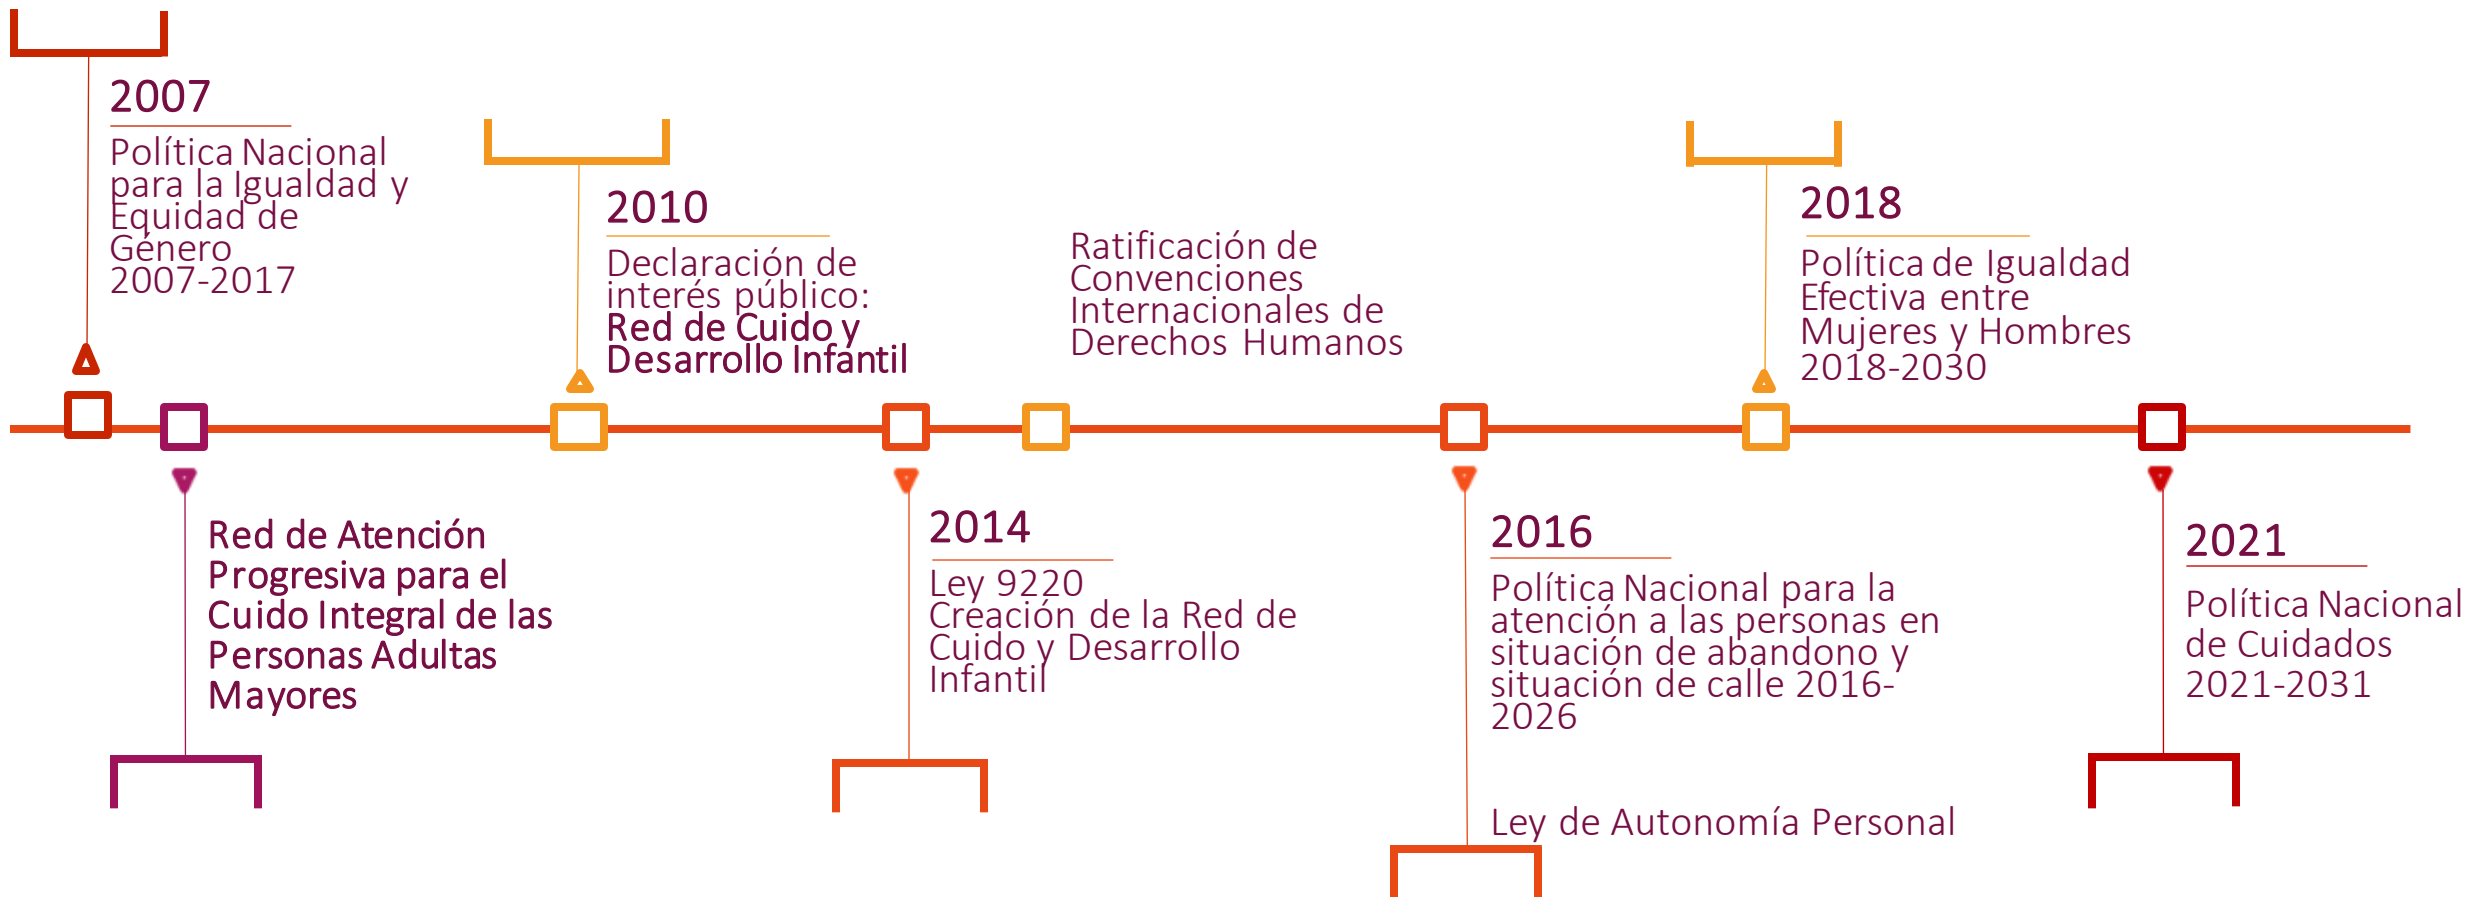 2007
Política Nacional
para la Igualdad y
Equidad de
Género
2007-2017
Red de Atención
Progresiva para el
Cuido Integral de las
Personas Adultas
Mayores
2010
Declaración de
interés público:
Red de Cuido y
Desarrollo Infantil
2014
Ley 9220
Creación de la Red de
Cuido y Desarrollo
Infantil
Ratificación de
Convenciones
Internacionales de
Derechos Humanos
2016
Política Nacional para la
atención a las personas en
situación de abandono y
situación de calle 2016-
2026
Ley de Autonomía Personal
2018
Política de Igualdad
Efectiva entre
Mujeres y Hombres
2018-2030
2021
Política Nacional
de Cuidados
2021-2031